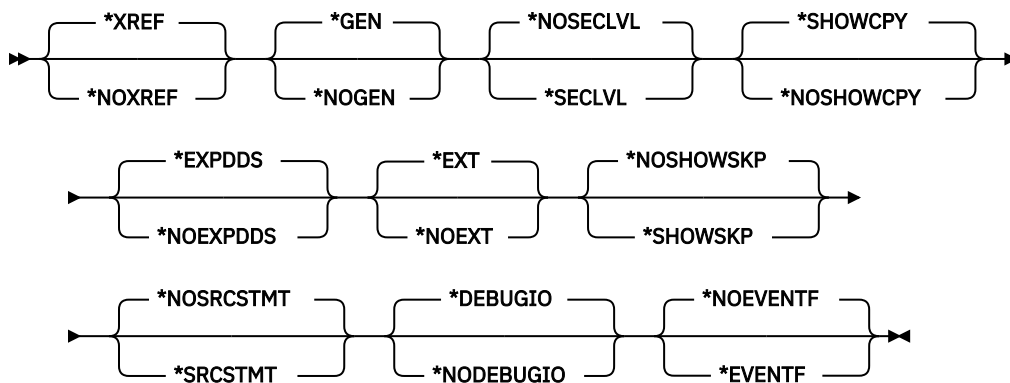 *XREF *GEN *NOSECLVL *SHOWCPY
*NOXREF *NOGEN *SECLVL *NOSHOWCPY
*EXPDDS *EXT *NOSHOWSKP
*NOEXPDDS *NOEXT *SHOWSKP
*NOSRCSTMT *DEBUGIO *NOEVENTF
*SRCSTMT *NODEBUGIO *EVENTF